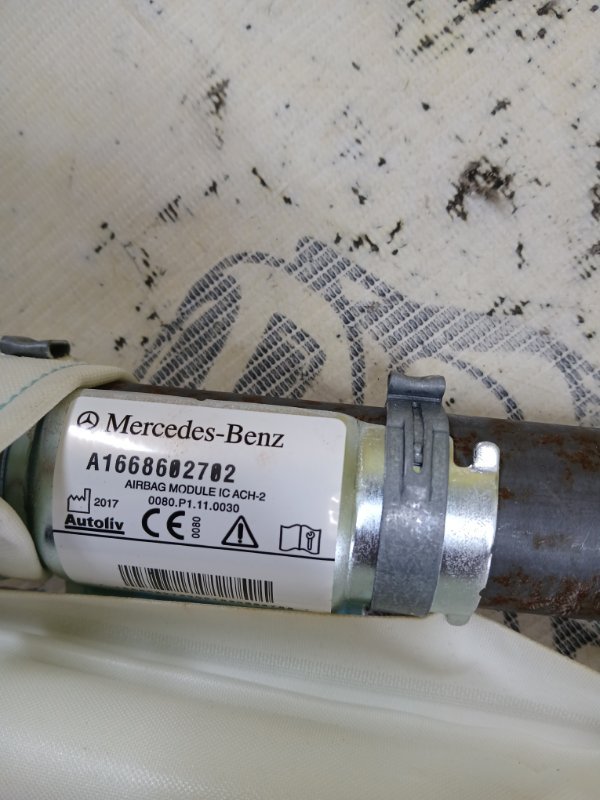 Mercedes-Benz
A1668602702
AIRBAG MODULE IC ACH-2
0080.P1.11.0030
2017
Autoliv CE 0080